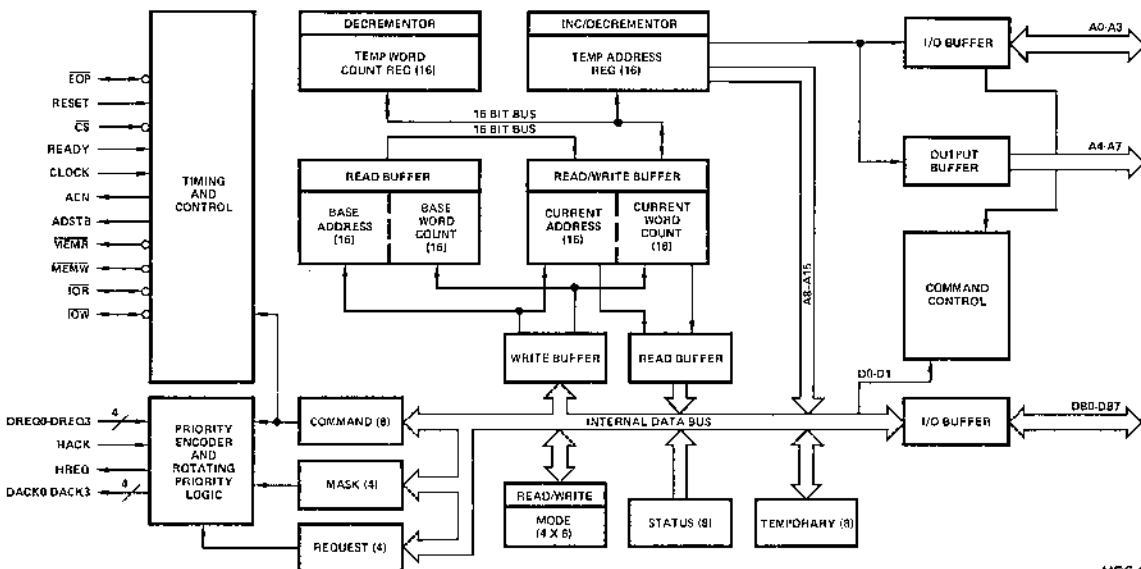 DECREMENTOR
TEMP WORD
COUNT REG (16)
INC/DECREMENTOR
TEMP ADDRESS
REG (16)
I/O BUFFER
A0-A3
EOP
RESET
CS
READY
CLOCK
AEN
ADSTB
MEMR
MEMW
IOR
IOW
TIMING
AND
CONTROL
16 BIT BUS
16 BIT BUS
OUTPUT
BUFFER
A4-A7
READ BUFFER
BASE
ADDRESS
(16)
BASE
WORD
COUNT
(16)
READ/WRITE BUFFER
CURRENT
ADDRESS
(16)
CURRENT
WORD
COUNT
(16)
A8-A15
COMMAND
CONTROL
WRITE BUFFER
READ BUFFER
D0-D1
DREQ0-DREQ3
4
HACK
HREQ
DACK0-DACK3
4
PRIORITY
ENCODER
AND
ROTATING
PRIORITY
LOGIC
COMMAND (8)
MASK (4)
REQUEST (4)
INTERNAL DATA BUS
I/O BUFFER
DB0-DB7
READ/WRITE
MODE
(4 X 6)
STATUS (8)
TEMPORARY (8)